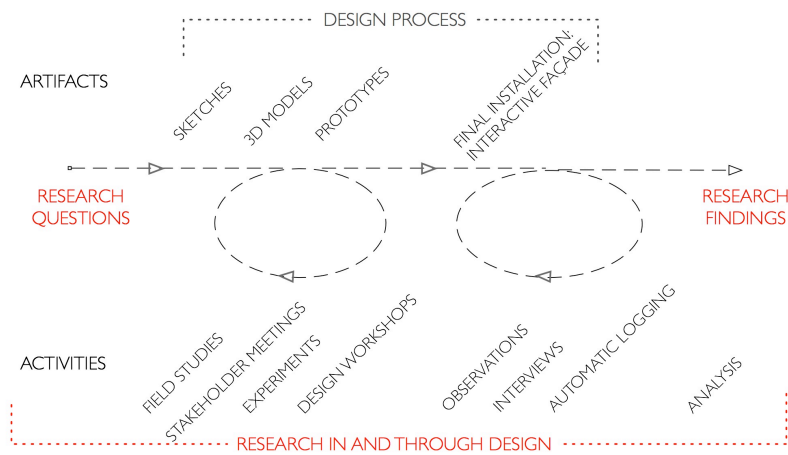 DESIGN PROCESS
ARTIFACTS
SKETCHES
3D MODELS
PROTOTYPES
FINAL INSTALLATION:
INTERACTIVE FAÇADE
RESEARCH
QUESTIONS
RESEARCH
FINDINGS
ACTIVITIES
FIELD STUDIES
STAKEHOLDER MEETINGS
EXPERIMENTS
DESIGN WORKSHOPS
OBSERVATIONS
INTERVIEWS
AUTOMATIC LOGGING
ANALYSIS
RESEARCH IN AND THROUGH DESIGN